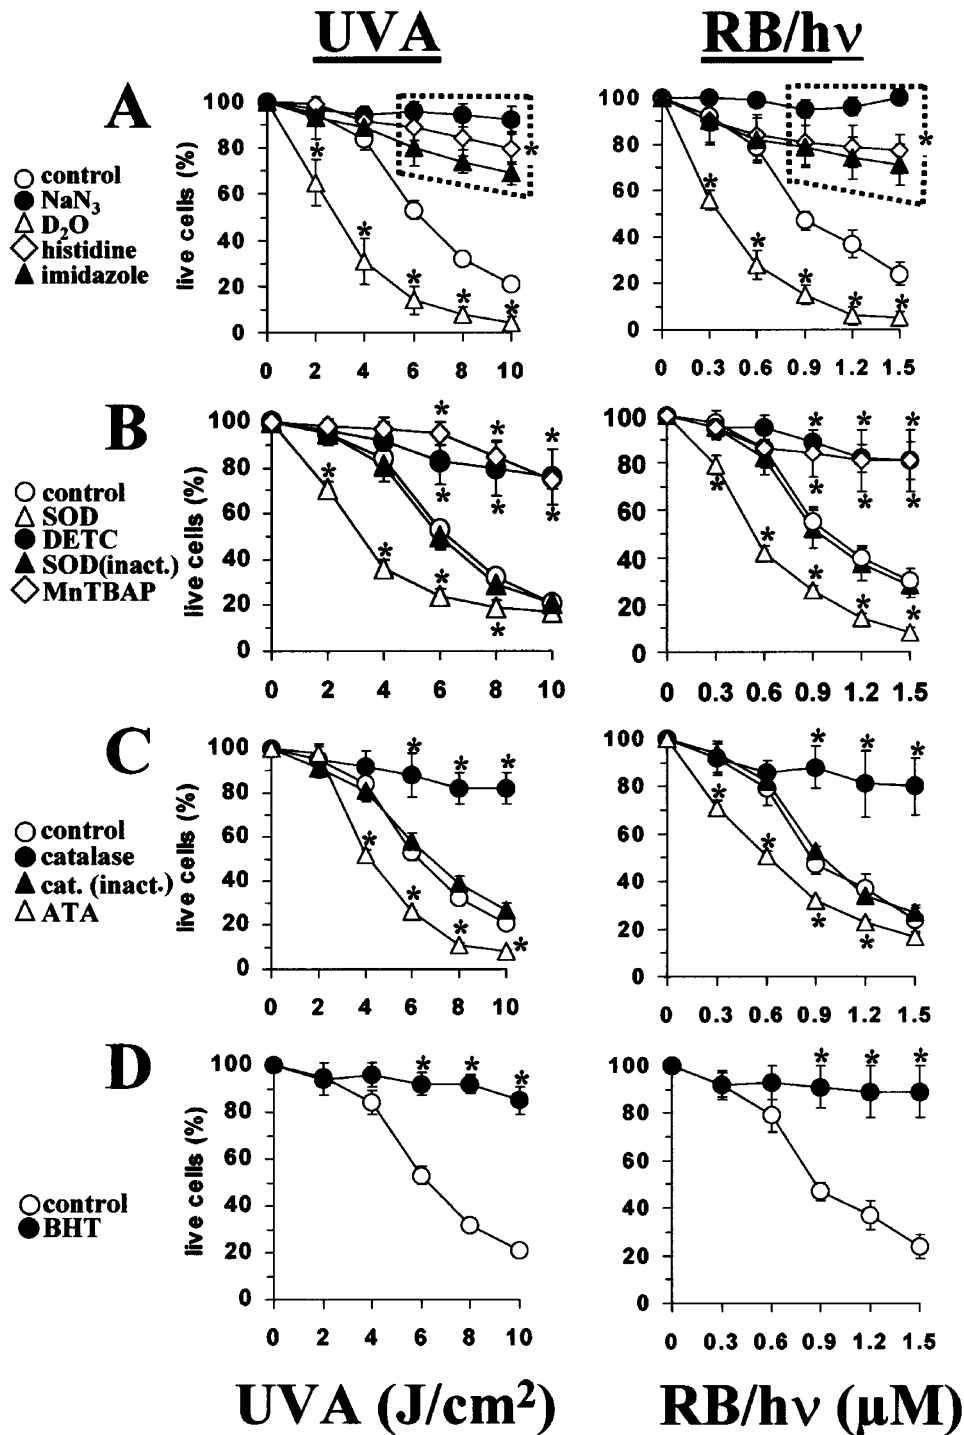 UVA RB/hν
A
control
NaN3
D2O
histidine
imidazole
live cells (%)
100
80
60
40
20
0
0 2 4 6 8 10
* * * * * *
100
80
60
40
20
0
0 0.3 0.6 0.9 1.2 1.5
* * * * * *
B
control
SOD
DETC
SOD(inact.)
MnTBAP
live cells (%)
100
80
60
40
20
0
0 2 4 6 8 10
* * * * * * * * * *
100
80
60
40
20
0
0 0.3 0.6 0.9 1.2 1.5
* * * * * * * * * * *
C
control
catalase
cat. (inact.)
ATA
live cells (%)
100
80
60
40
20
0
0 2 4 6 8 10
* * * * * * *
100
80
60
40
20
0
0 0.3 0.6 0.9 1.2 1.5
* * * * * * *
D
control
BHT
live cells (%)
100
80
60
40
20
0
0 2 4 6 8 10
* * *
100
80
60
40
20
0
0 0.3 0.6 0.9 1.2 1.5
* * *
UVA (J/cm²) RB/hν (µM)